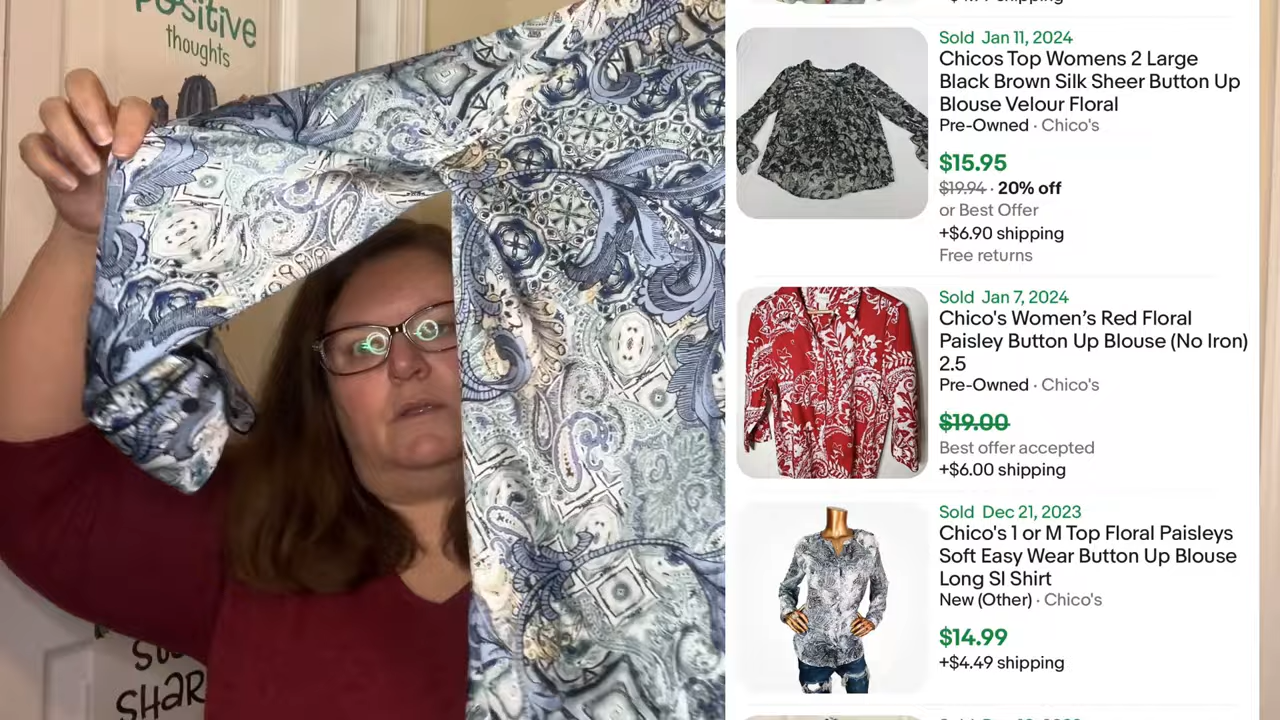 positive
thoughts
SHAR
Sold Jan 11, 2024
Chicos Top Womens 2 Large
Black Brown Silk Sheer Button Up
Blouse Velour Floral
Pre-Owned · Chico's
$15.95
$19.94 · 20% off
or Best Offer
+$6.90 shipping
Free returns
Sold Jan 7, 2024
Chico's Women’s Red Floral
Paisley Button Up Blouse (No Iron)
2.5
Pre-Owned · Chico's
$19.00
Best offer accepted
+$6.00 shipping
Sold Dec 21, 2023
Chico's 1 or M Top Floral Paisleys
Soft Easy Wear Button Up Blouse
Long Sl Shirt
New (Other) · Chico's
$14.99
+$4.49 shipping